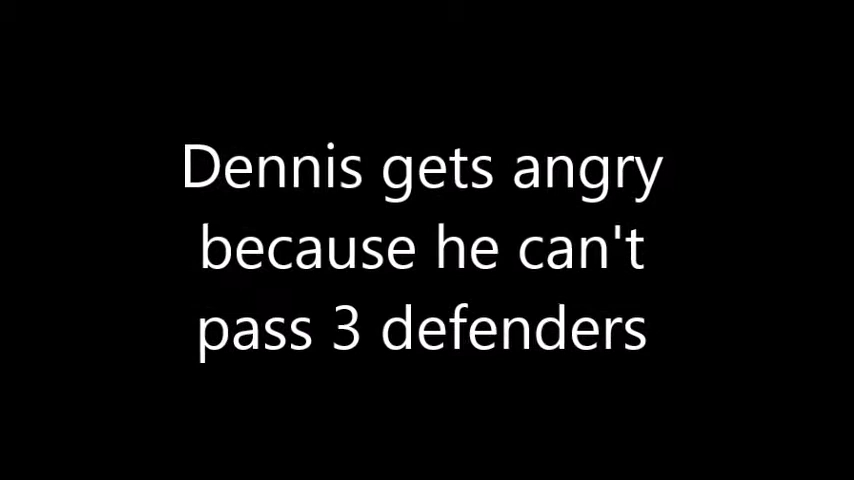 Dennis gets angry
because he can't
pass 3 defenders